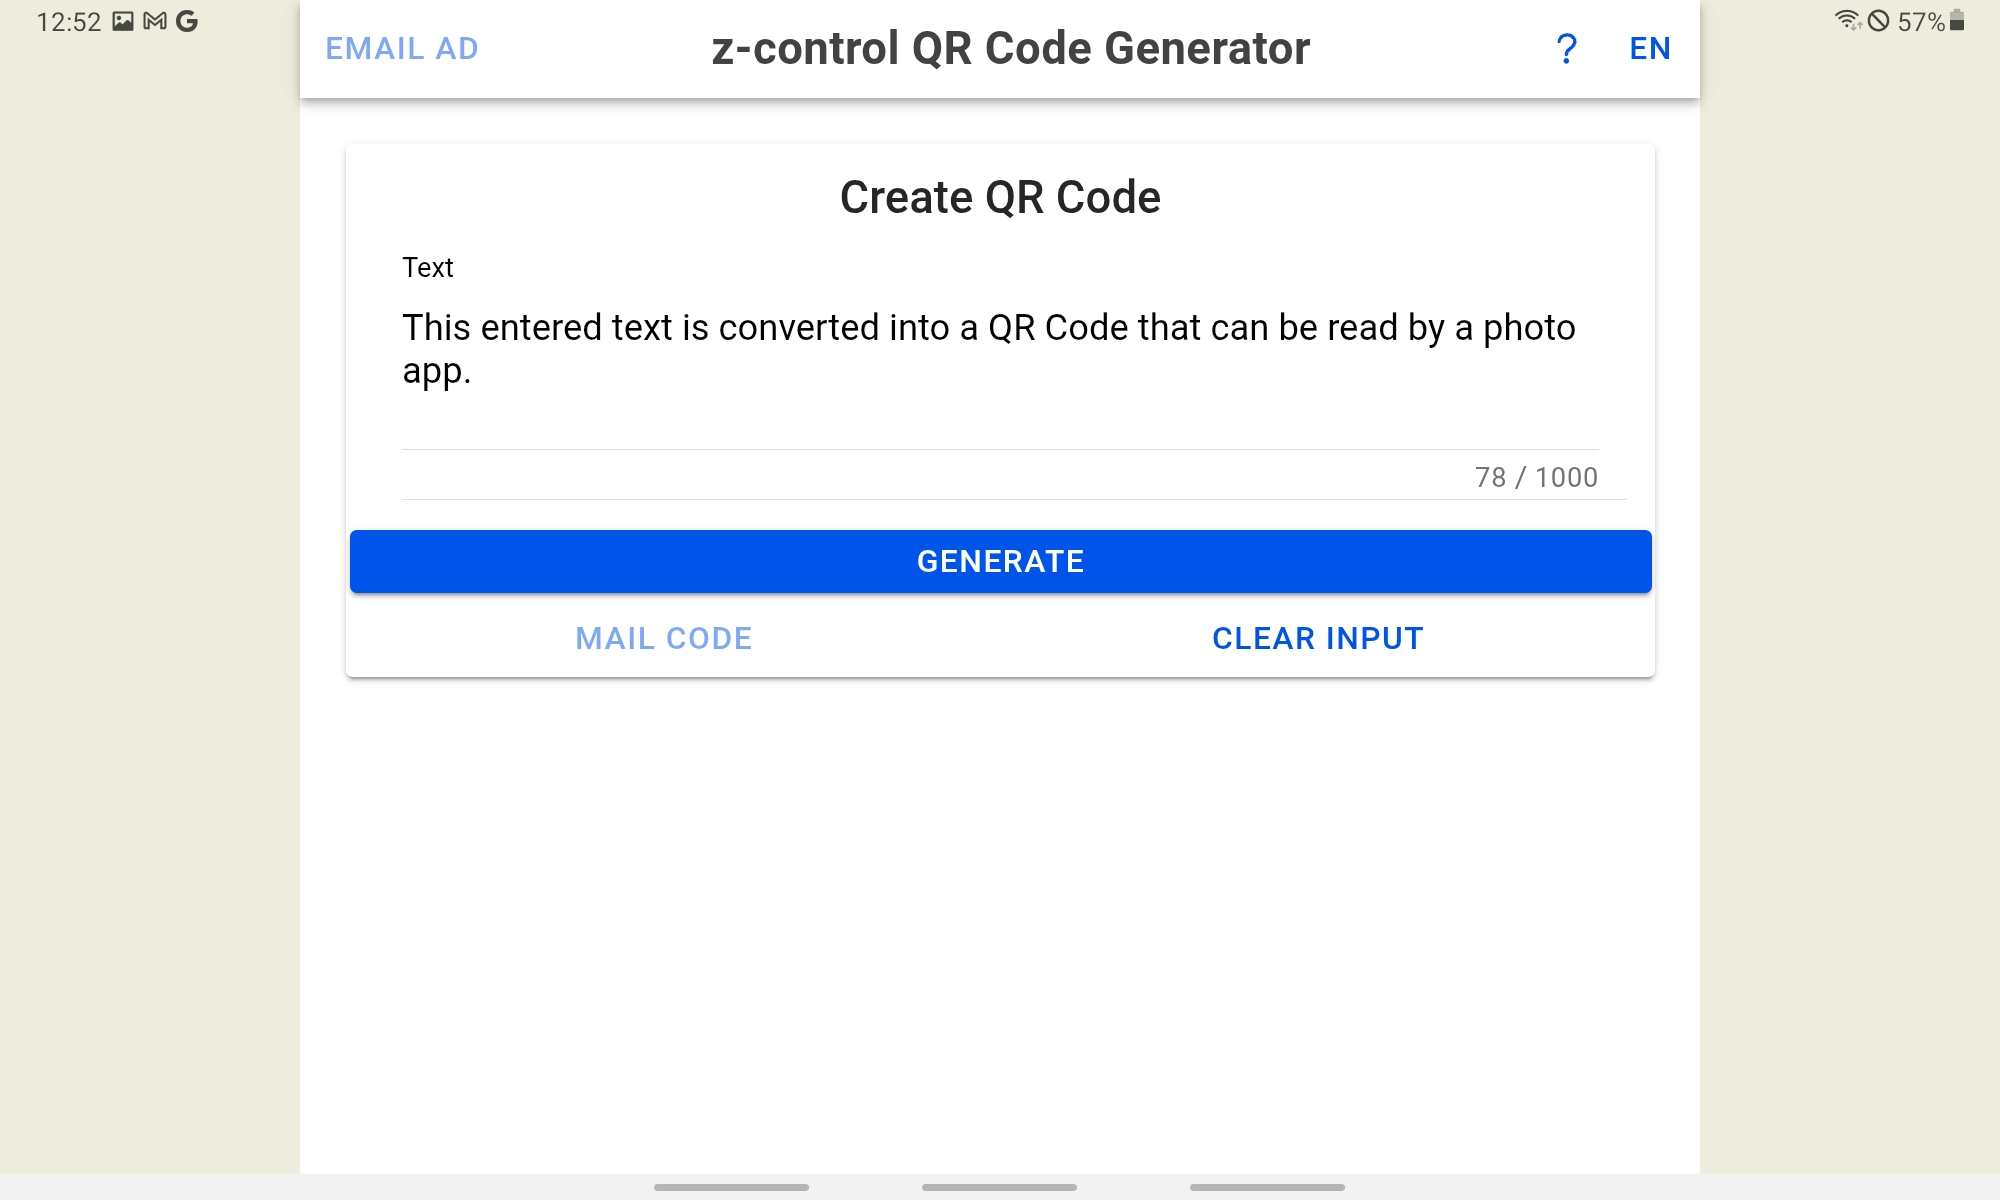 12:52
57%
EMAIL AD
z-control QR Code Generator
?
EN
Create QR Code
Text
This entered text is converted into a QR Code that can be read by a photo
app.
78 / 1000
GENERATE
MAIL CODE
CLEAR INPUT